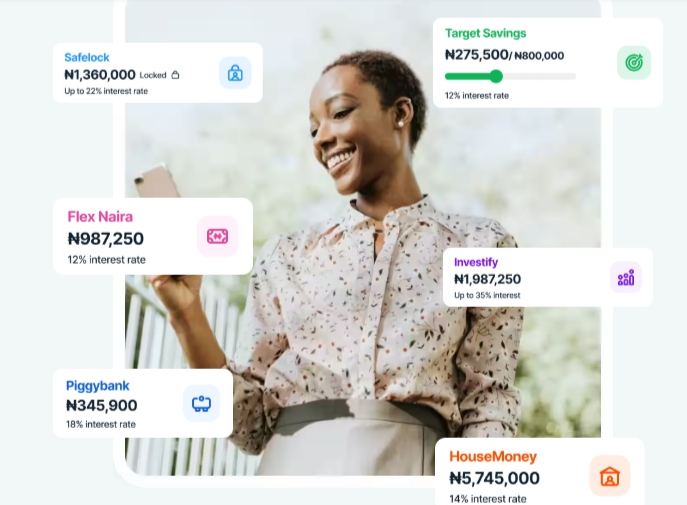 Safelock
₦1,360,000 Locked
Up to 22% interest rate
Target Savings
₦275,500/ ₦800,000
12% interest rate
Flex Naira
₦987,250
12% interest rate
Investify
₦1,987,250
Up to 35% interest
Piggybank
₦345,900
18% interest rate
HouseMoney
₦5,745,000
14% interest rate